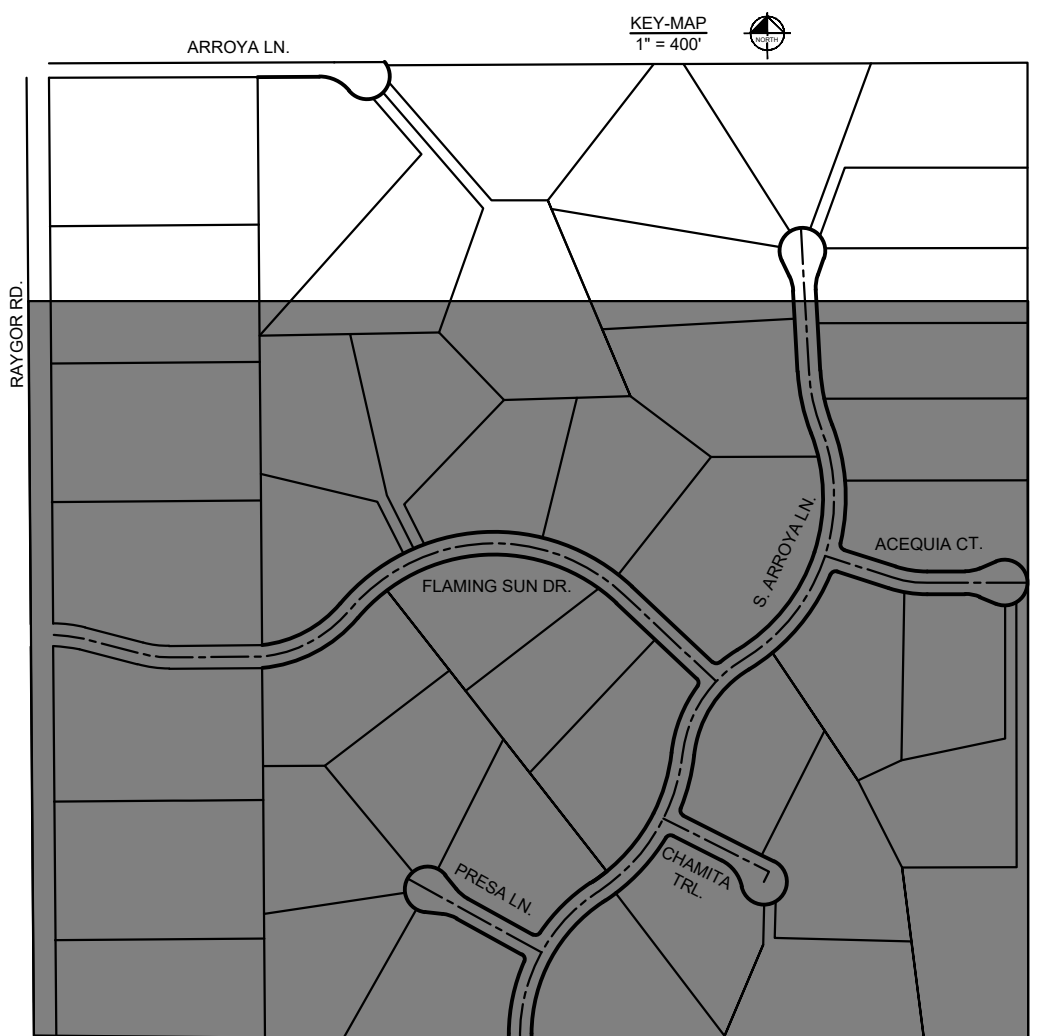 KEY-MAP
1" = 400'
NORTH
ARROYA LN.
RAYGOR RD.
S. ARROYA LN.
ACEQUIA CT.
FLAMING SUN DR.
CHAMITA
TRL.
PRESA LN.